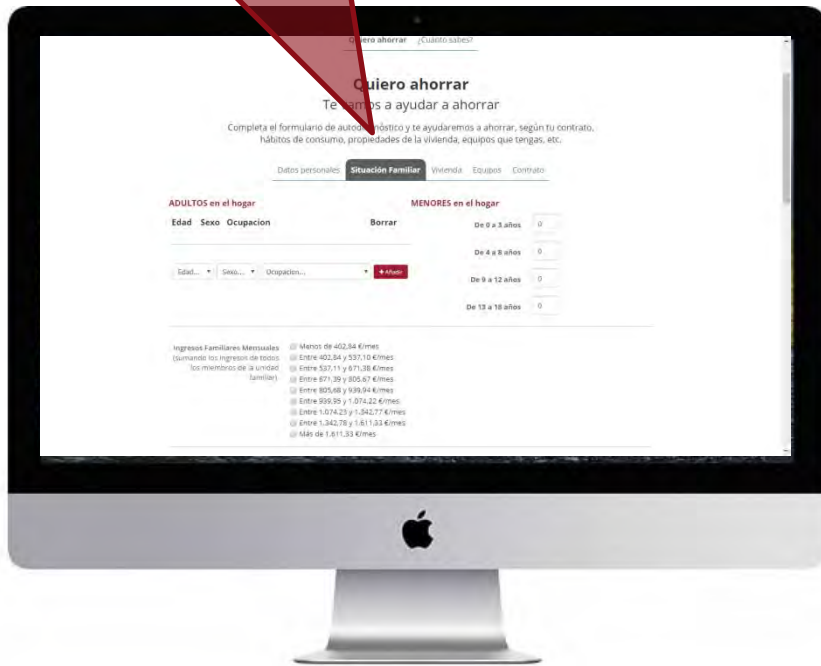 Quiero ahorrar ¿Cuánto sabes?
Quiero ahorrar
Te vamos a ayudar a ahorrar
Completa el formulario de autodiagnóstico y te ayudaremos a ahorrar, según tu contrato,
hábitos de consumo, propiedades de la vivienda, equipos que tengas, etc.
Datos personales Situación Familiar Vivienda Equipos Contrato
ADULTOS en el hogar
Edad Sexo Ocupacion Borrar
Edad... Sexo... Ocupacion... +Añadir
MENORES en el hogar
De 0 a 3 años 0
De 4 a 8 años 0
De 9 a 12 años 0
De 13 a 18 años 0
Ingresos Familiares Mensuales
(sumando los ingresos de todos
los miembros de la unidad
familiar)
Menos de 402,84 €/mes
Entre 402,84 y 537,10 €/mes
Entre 537,11 y 671,38 €/mes
Entre 671,39 y 805,67 €/mes
Entre 805,68 y 939,94 €/mes
Entre 939,95 y 1.074,22 €/mes
Entre 1.074,23 y 1.342,77 €/mes
Entre 1.342,78 y 1.611,33 €/mes
Más de 1.611,33 €/mes